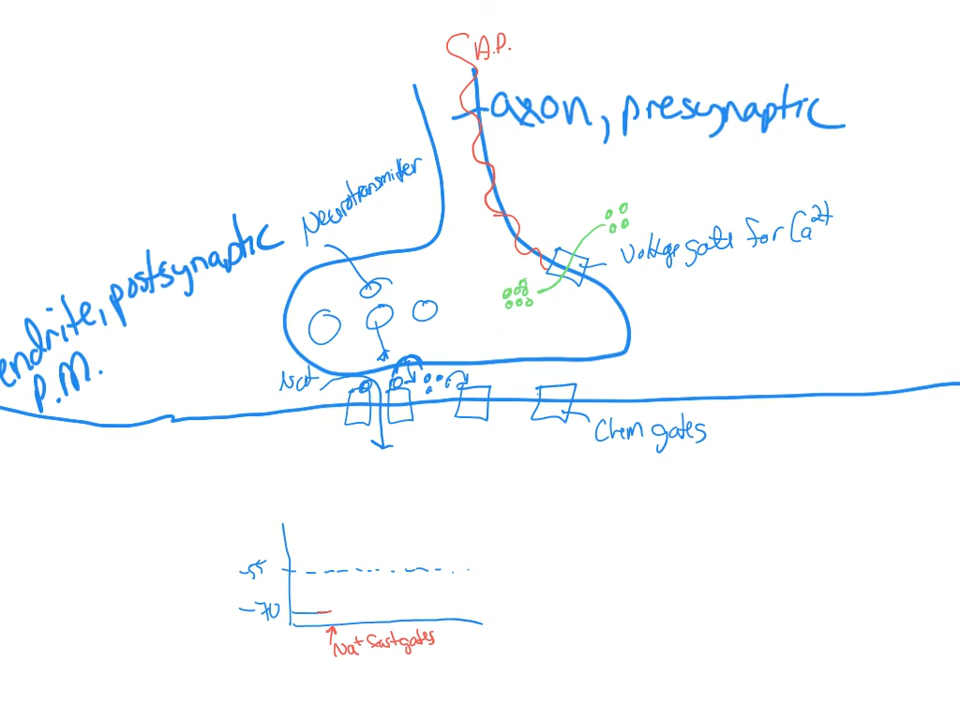 A.P.
axon, presynaptic
Neurotransmitter
Voltage gate for Ca²⁺
endrite, postsynaptic
P.M.
Na+
Chem gates
-55
-70
Na+ fast gates